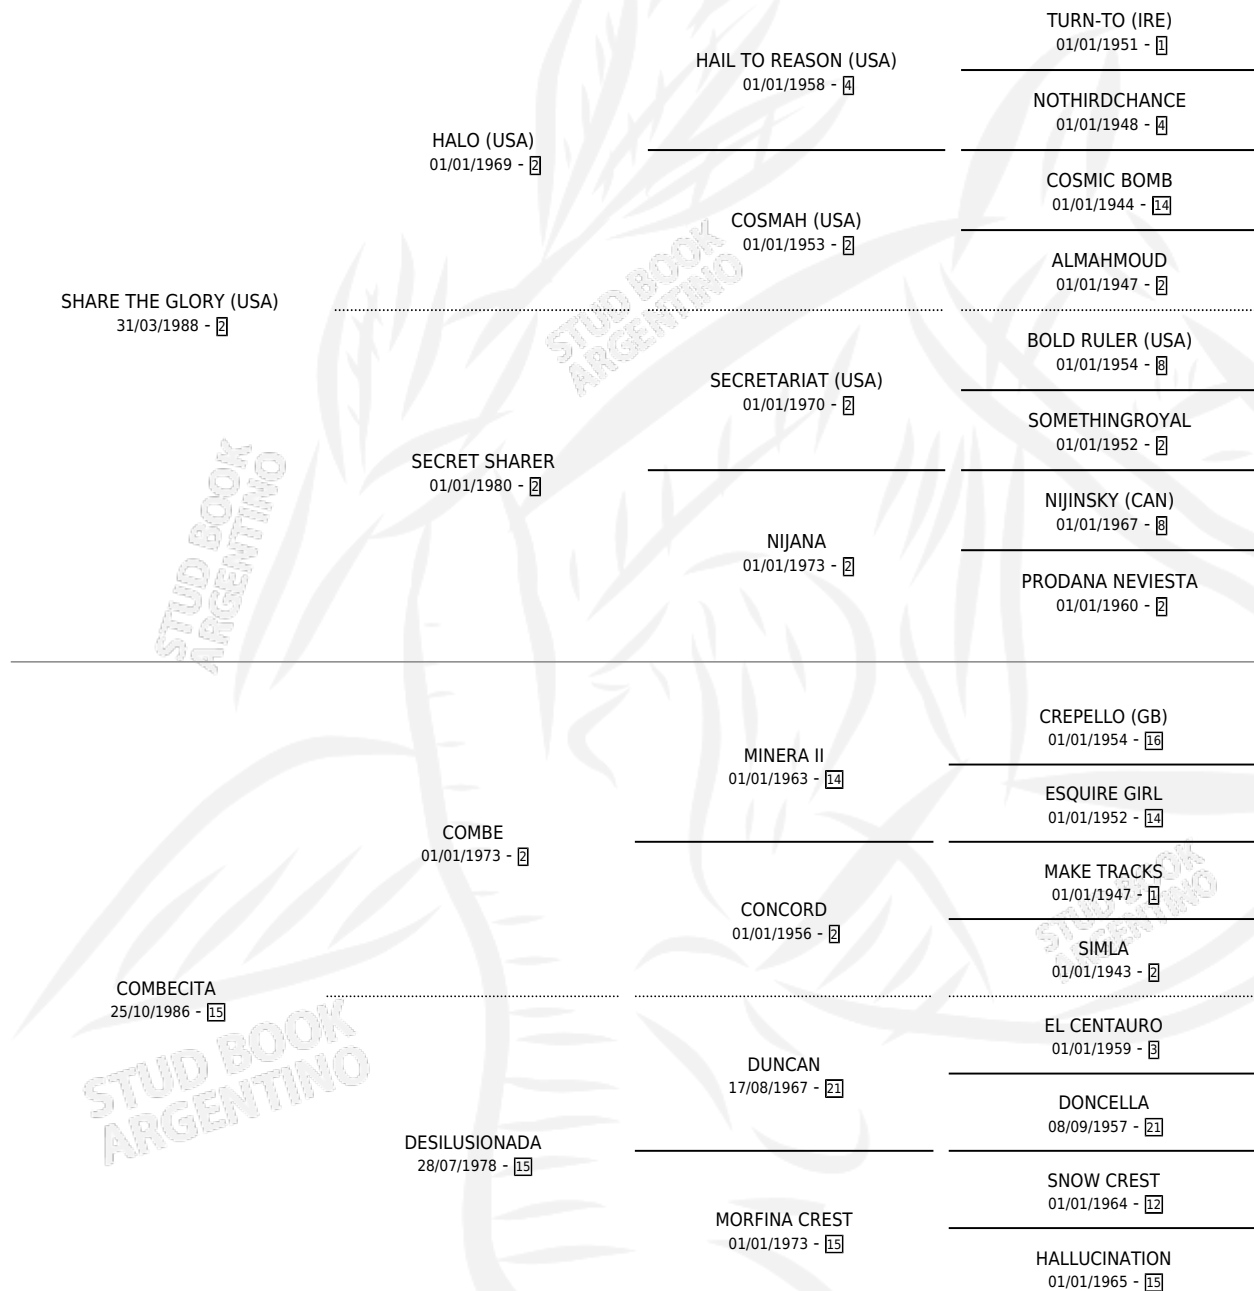 TURN-TO (IRE)
01/01/1951 - 1
HAIL TO REASON (USA)
01/01/1958 - 4
NOTHIRDCHANCE
01/01/1948 - 4
HALO (USA)
01/01/1969 - 2
COSMIC BOMB
01/01/1944 - 14
COSMAH (USA)
01/01/1953 - 2
ALMAHMOUD
01/01/1947 - 2
SHARE THE GLORY (USA)
31/03/1988 - 2
BOLD RULER (USA)
01/01/1954 - 8
SECRETARIAT (USA)
01/01/1970 - 2
SOMETHINGROYAL
01/01/1952 - 2
SECRET SHARER
01/01/1980 - 2
NIJINSKY (CAN)
01/01/1967 - 8
NIJANA
01/01/1973 - 2
PRODANA NEVIESTA
01/01/1960 - 2
CREPELLO (GB)
01/01/1954 - 16
MINERA II
01/01/1963 - 14
ESQUIRE GIRL
01/01/1952 - 14
COMBE
01/01/1973 - 2
MAKE TRACKS
01/01/1947 - 1
CONCORD
01/01/1956 - 2
SIMLA
01/01/1943 - 2
COMBECITA
25/10/1986 - 15
EL CENTAURO
01/01/1959 - 3
DUNCAN
17/08/1967 - 21
DONCELLA
08/09/1957 - 21
DESILUSIONADA
28/07/1978 - 15
SNOW CREST
01/01/1964 - 12
MORFINA CREST
01/01/1973 - 15
HALLUCINATION
01/01/1965 - 15
STUD BOOK
ARGENTINO
STUD BOOK
ARGENTINO
STUD BOOK
ARGENTINO
STUD BOOK
ARGENTINO